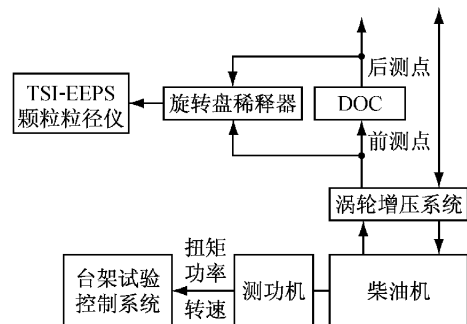 后测点
TSI-EEPS
颗粒粒径仪
旋转盘稀释器
DOC
前测点
涡轮增压系统
扭矩
功率
转速
台架试验
控制系统
测功机
柴油机